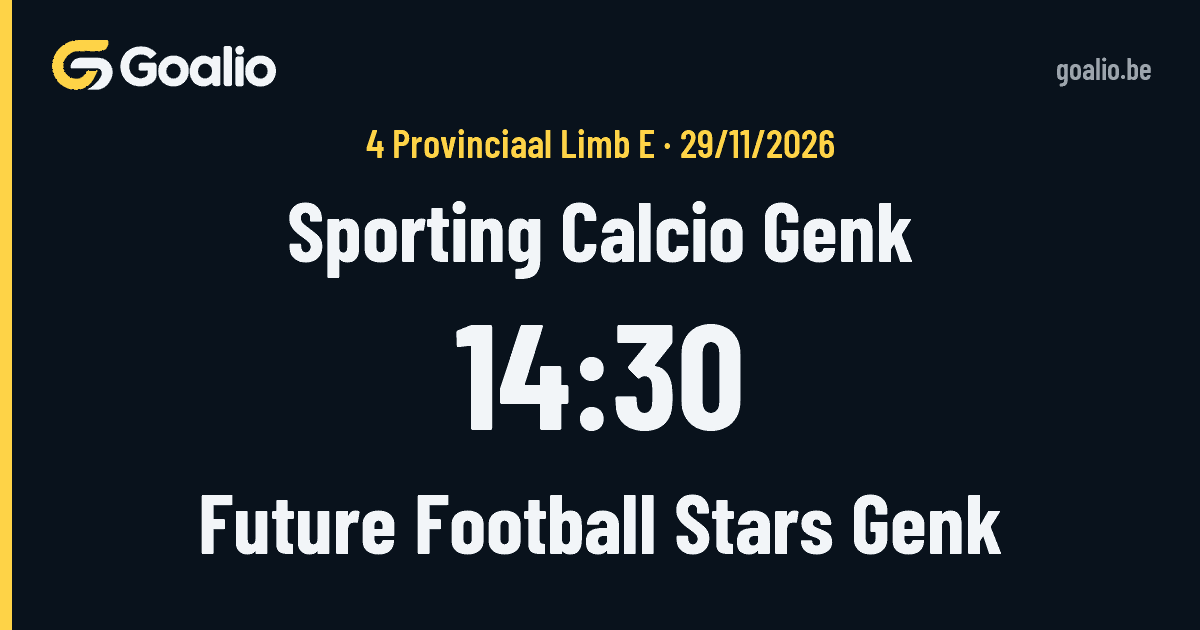 Goalio
goalio.be
4 Provinciaal Limb E · 29/11/2026
Sporting Calcio Genk
14:30
Future Football Stars Genk